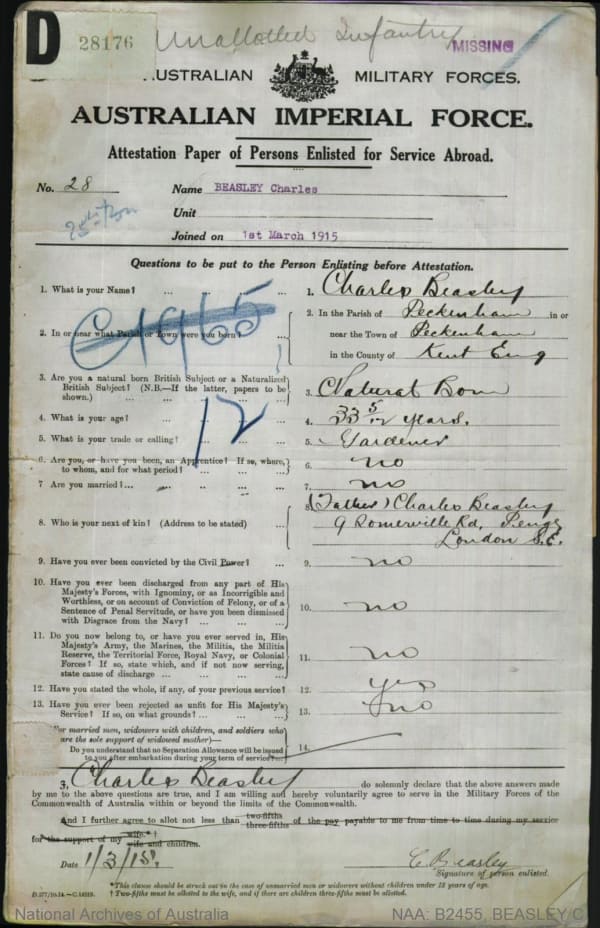 D 28176 Unallotted Infantry MISSING
AUSTRALIAN MILITARY FORCES.
AUSTRALIAN IMPERIAL FORCE.
Attestation Paper of Persons Enlisted for Service Abroad.
No. 28 Name BEASLEY Charles
Unit
25th Bn
Joined on 1st March 1915
Questions to be put to the Person Enlisting before Attestation.
1. What is your Name? ... ... ... 1. Charles Beasley
2. In or near what Parish or Town were you born? 2. In the Parish of Peckenham in or
near the Town of Peckenham
in the County of Kent Eng
C1965
3. Are you a natural born British Subject or a Naturalized
British Subject? (N.B.—If the latter, papers to be
shown.) 3. Natural Born
4. What is your age? 4. 33 5/12 years.
12
5. What is your trade or calling? 5. Gardener
6. Are you, or have you been, an Apprentice? If so, where,
to whom, and for what period? 6. no
7 Are you married? ... 7. no
8. Who is your next of kin? (Address to be stated) 8. (Father) Charles Beasley
9 Somerville Rd, Penge
London S.E.
9. Have you ever been convicted by the Civil Power? 9. no
10. Have you ever been discharged from any part of His
Majesty's Forces, with Ignominy, or as Incorrigible and
Worthless, or on account of Conviction of Felony, or of a
Sentence of Penal Servitude, or have you been dismissed
with Disgrace from the Navy? ... 10. no
11. Do you now belong to, or have you ever served in, His
Majesty's Army, the Marines, the Militia, the Militia
Reserve, the Territorial Force, Royal Navy, or Colonial
Forces? If so, state which, and if not now serving,
state cause of discharge ... 11. no
12. Have you stated the whole, if any, of your previous service? 12. yes
13. Have you ever been rejected as unfit for His Majesty's
Service? If so, on what grounds? ... 13. no
For married men, widowers with children, and soldiers who
are the sole support of widowed mother)—
Do you understand no Separation Allowance will be issued
to you after embarkation during your term of service? 14.
I, Charles Beasley do solemnly declare that the above answers made
by me to the above questions are true, and I am willing and hereby voluntarily agree to serve in the Military Forces of the
Commonwealth of Australia within or beyond the limits of the Commonwealth.
And I further agree to allot not less than two-fifths three-fifths of the pay payable to me from time to time during my service
for the support of my wife.*† wife and children.
Date 1/3/15. C Beasley
Signature of person enlisted.
*This clause should be struck out in the case of unmarried men or widowers without children under 18 years of age.
† Two-fifths must be allotted to the wife, and if there are children three-fifths must be allotted.
National Archives of Australia NAA: B2455, BEASLEY C